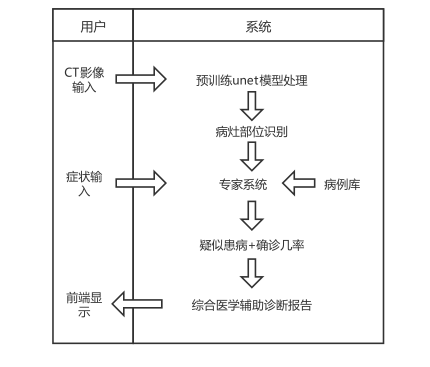 用户
系统
CT影像
输入
预训练unet模型处理
病灶部位识别
症状输
入
专家系统
病例库
疑似患病+确诊几率
前端显
示
综合医学辅助诊断报告